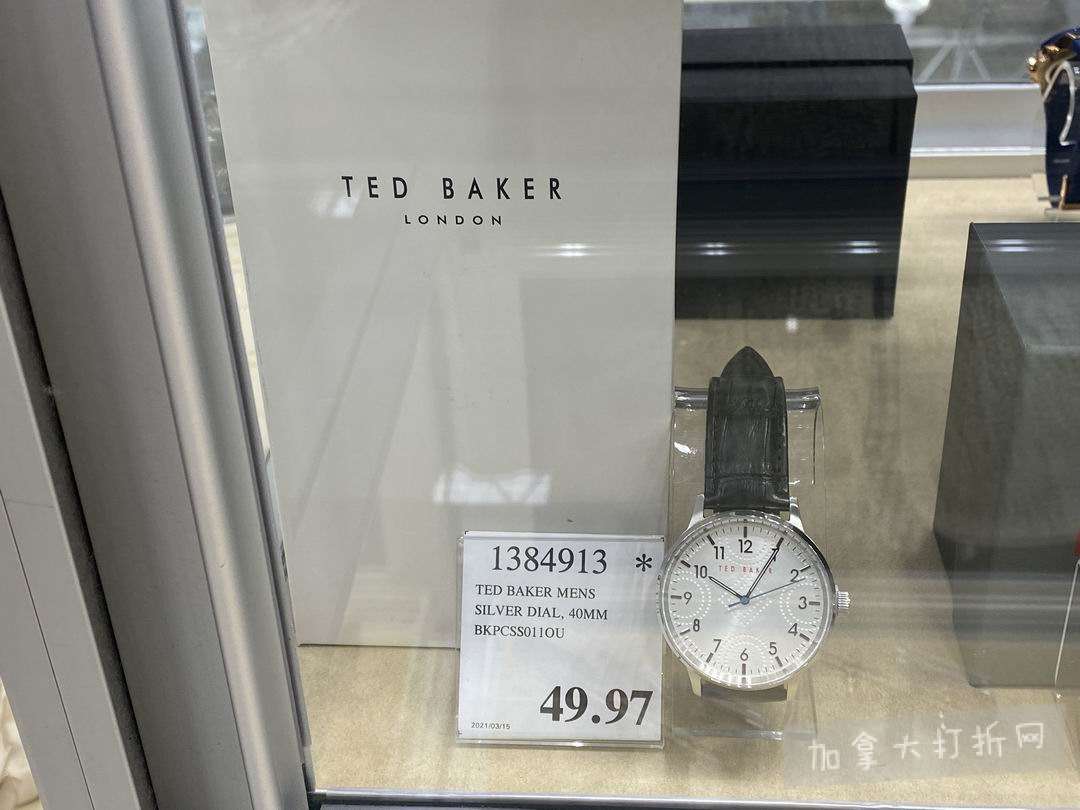 TED BAKER
LONDON
1384913 *
TED BAKER MENS
SILVER DIAL, 40MM
BKPCSS011OU
49.97
2021/03/15
12
11
10
2
9
3
8
4
7
5
6
TED BAKER
加拿大打折网